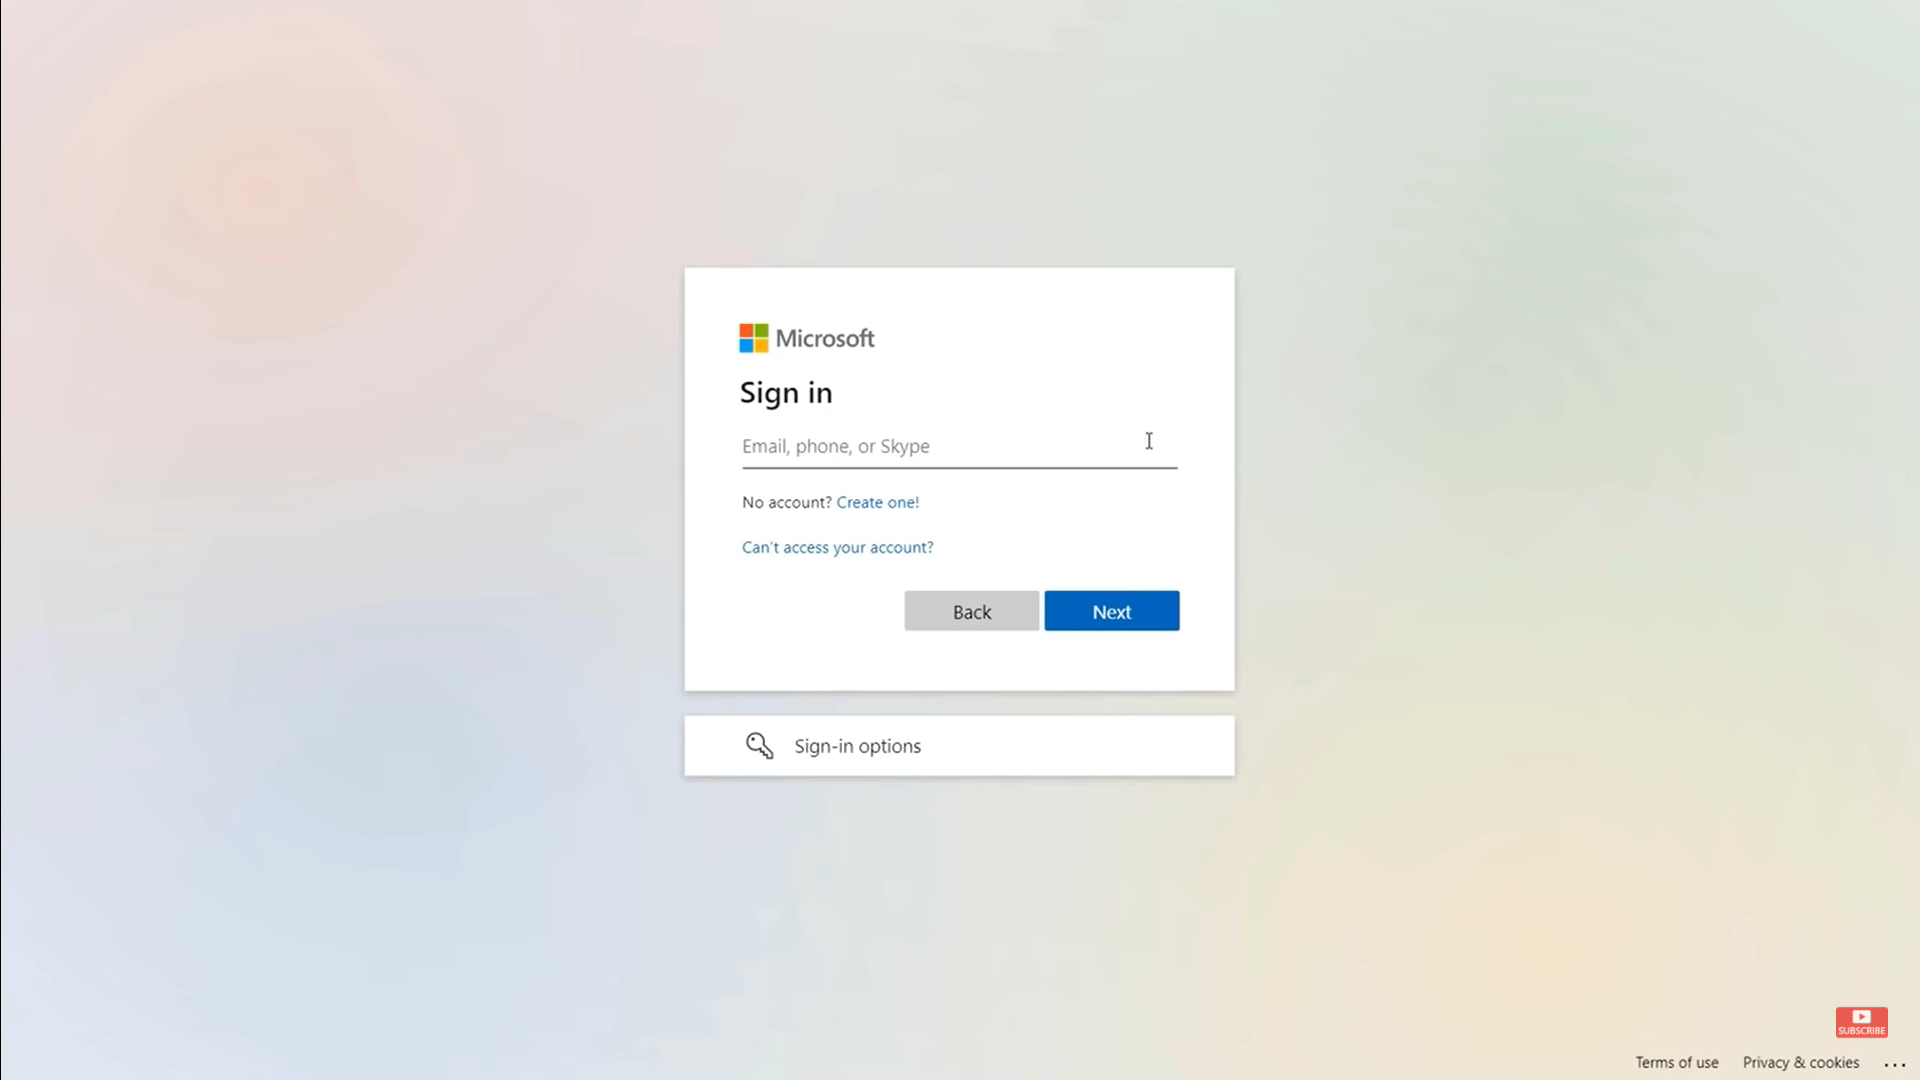 Microsoft
Sign in
Email, phone, or Skype
No account? Create one!
Can't access your account?
Back
Next
Sign-in options
SUBSCRIBE
Terms of use
Privacy & cookies
...